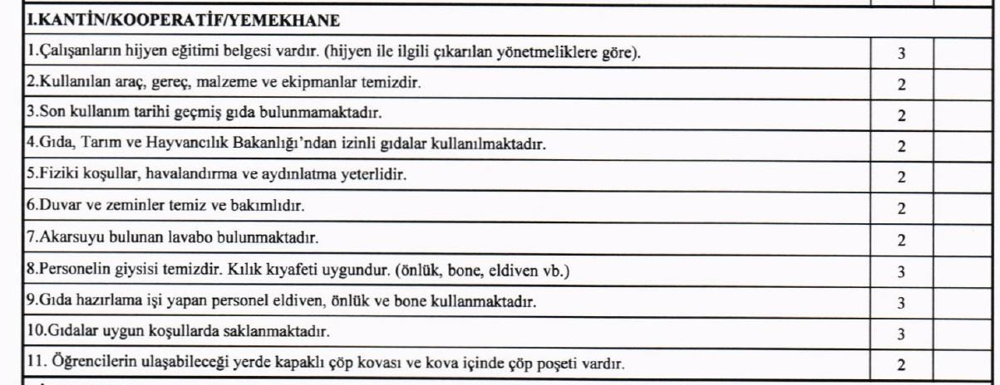 I.KANTİN/KOOPERATİF/YEMEKHANE
1.Çalışanların hijyen eğitimi belgesi vardır. (hijyen ile ilgili çıkarılan yönetmeliklere göre). 3
2.Kullanılan araç, gereç, malzeme ve ekipmanlar temizdir. 2
3.Son kullanım tarihi geçmiş gıda bulunmamaktadır. 2
4.Gıda, Tarım ve Hayvancılık Bakanlığı’ndan izinli gıdalar kullanılmaktadır. 2
5.Fiziki koşullar, havalandırma ve aydınlatma yeterlidir. 2
6.Duvar ve zeminler temiz ve bakımlıdır. 2
7.Akarsuyu bulunan lavabo bulunmaktadır. 2
8.Personelin giysisi temizdir. Kılık kıyafeti uygundur. (önlük, bone, eldiven vb.) 3
9.Gıda hazırlama işi yapan personel eldiven, önlük ve bone kullanmaktadır. 3
10.Gıdalar uygun koşullarda saklanmaktadır. 3
11. Öğrencilerin ulaşabileceği yerde kapaklı çöp kovası ve kova içinde çöp poşeti vardır. 2